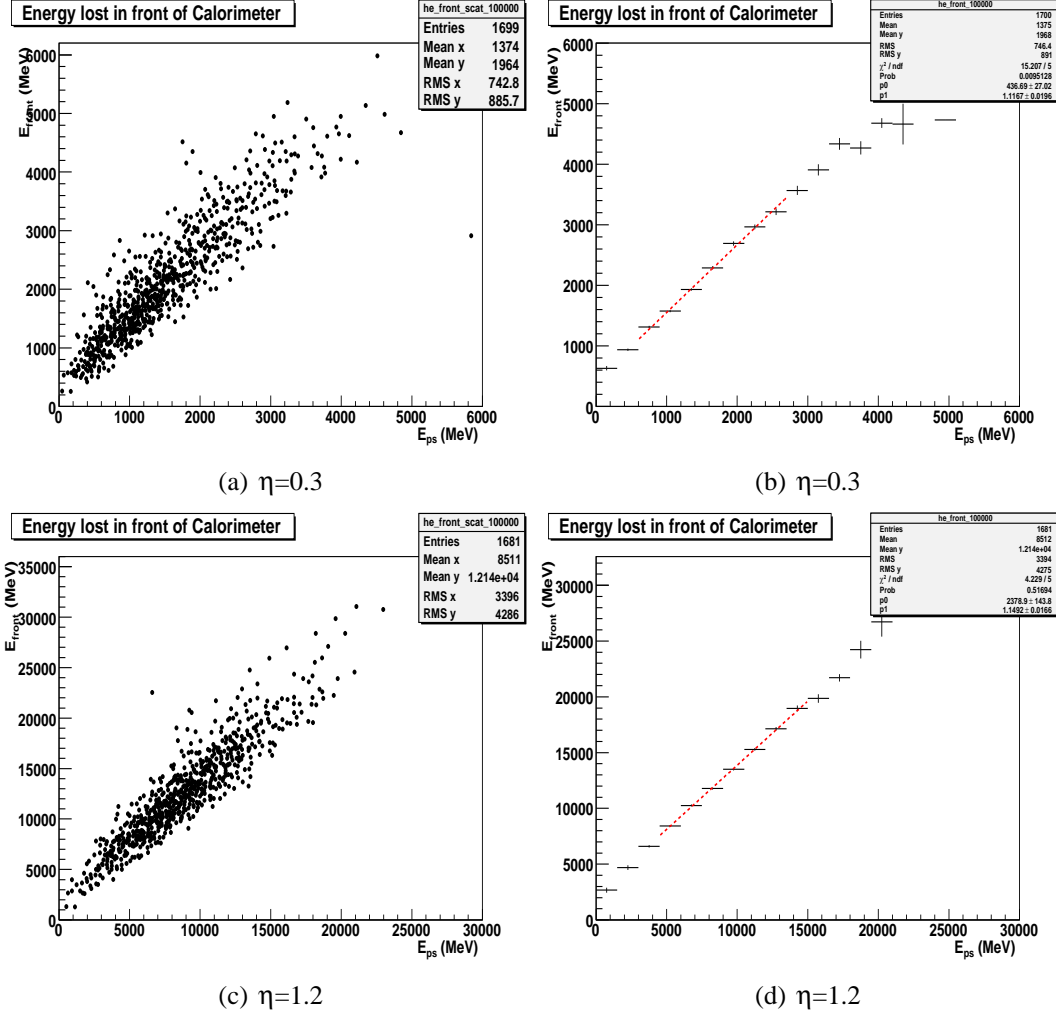 Energy lost in front of Calorimeter
he_front_scat_100000
Entries 1699
Mean x 1374
Mean y 1964
RMS x 742.8
RMS y 885.7
E_front (MeV)
6000
5000
4000
3000
2000
1000
0
0 1000 2000 3000 4000 5000 6000
E_ps (MeV)
(a) η=0.3
Energy lost in front of Calorimeter
he_front_100000
Entries 1700
Mean 1375
Mean y 1968
RMS 746.4
RMS y 891
χ² / ndf 15.207 / 5
Prob 0.0095128
p0 436.69 ± 27.02
p1 1.1167 ± 0.0196
E_front (MeV)
6000
5000
4000
3000
2000
1000
0
0 1000 2000 3000 4000 5000 6000
E_ps (MeV)
(b) η=0.3
Energy lost in front of Calorimeter
he_front_scat_100000
Entries 1681
Mean x 8511
Mean y 1.214e+04
RMS x 3396
RMS y 4286
E_front (MeV)
35000
30000
25000
20000
15000
10000
5000
0
0 5000 10000 15000 20000 25000 30000
E_ps (MeV)
(c) η=1.2
Energy lost in front of Calorimeter
he_front_100000
Entries 1681
Mean 8512
Mean y 1.214e+04
RMS 3394
RMS y 4275
χ² / ndf 4.229 / 5
Prob 0.51694
p0 2378.9 ± 143.8
p1 1.1492 ± 0.0166
E_front (MeV)
30000
25000
20000
15000
10000
5000
0
0 5000 10000 15000 20000 25000 30000
E_ps (MeV)
(d) η=1.2